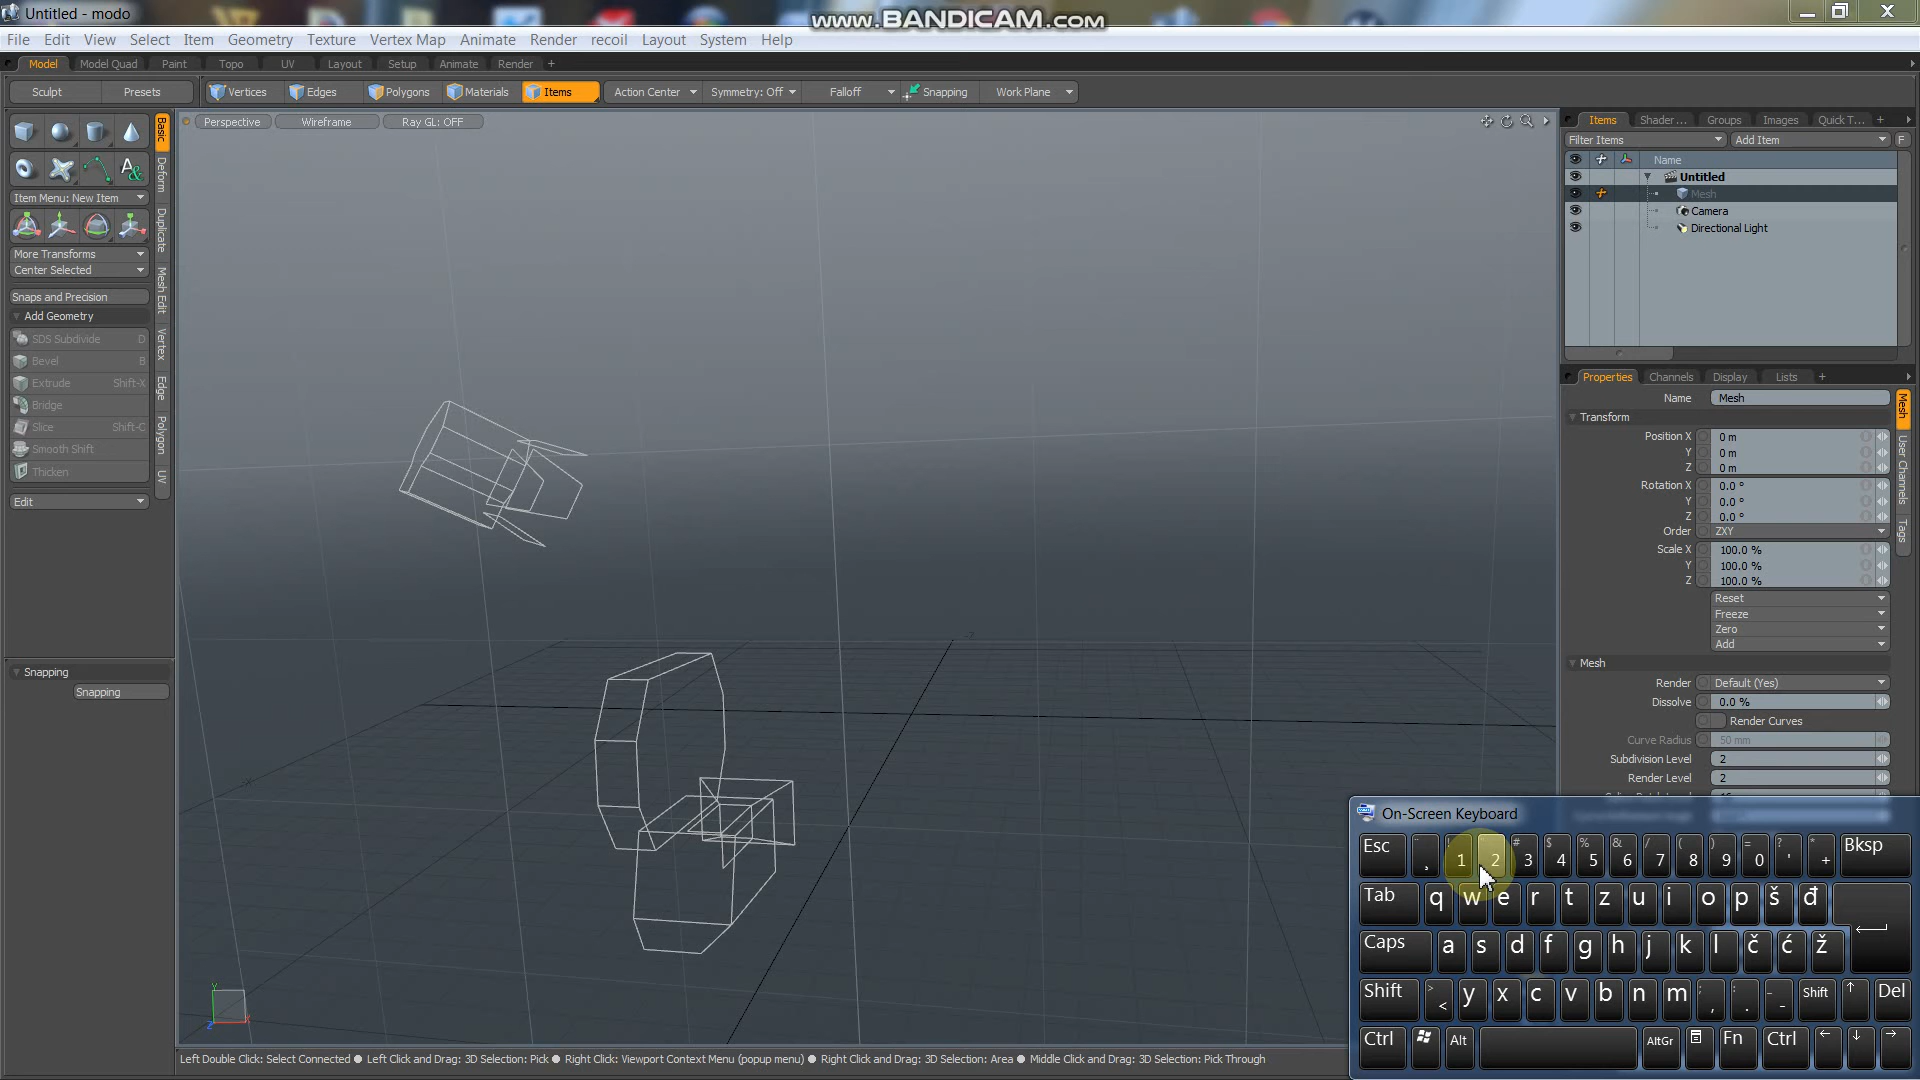 Untitled - modo
www.BANDICAM.com
File Edit View Select Item Geometry Texture Vertex Map Animate Render recoil Layout System Help
Model Model Quad Paint Topo UV Layout Setup Animate Render +
Sculpt Presets Vertices Edges Polygons Materials Items Action Center Symmetry: Off Falloff Snapping Work Plane
Perspective Wireframe Ray GL: OFF
Items Shader ... Groups Images Quick T... +
Filter Items Add Item F
Name
Untitled
Mesh
Camera
Directional Light
Basic
Deform
Duplicate
Mesh Edit
Vertex
Edge
Polygon
UV
Item Menu: New Item
More Transforms
Center Selected
Snaps and Precision
Add Geometry
SDS Subdivide D
Bevel B
Extrude Shift-X
Bridge
Slice Shift-C
Smooth Shift
Thicken
Edit
Snapping
Snapping
Properties Channels Display Lists +
Name Mesh
Transform
Position X 0 m
Y 0 m
Z 0 m
Rotation X 0.0 °
Y 0.0 °
Z 0.0 °
Order ZXY
Scale X 100.0 %
Y 100.0 %
Z 100.0 %
Reset
Freeze
Zero
Add
Mesh
Render Default (Yes)
Dissolve 0.0 %
Render Curves
Curve Radius 50 mm
Subdivision Level 2
Render Level 2
Mesh
User Channels
Tags
On-Screen Keyboard
Esc 1 2 # 3 $ 4 % 5 & 6 / 7 ( 8 ) 9 = 0 ? ' * + Bksp
Tab q w e r t z u i o p š đ
Caps a s d f g h j k l č ć ž
Shift > < y x c v b n m ; , : . _ - Shift Del
Ctrl Alt AltGr Fn Ctrl
Y
Z
X
Left Double Click: Select Connected ● Left Click and Drag: 3D Selection: Pick ● Right Click: Viewport Context Menu (popup menu) ● Right Click and Drag: 3D Selection: Area ● Middle Click and Drag: 3D Selection: Pick Through